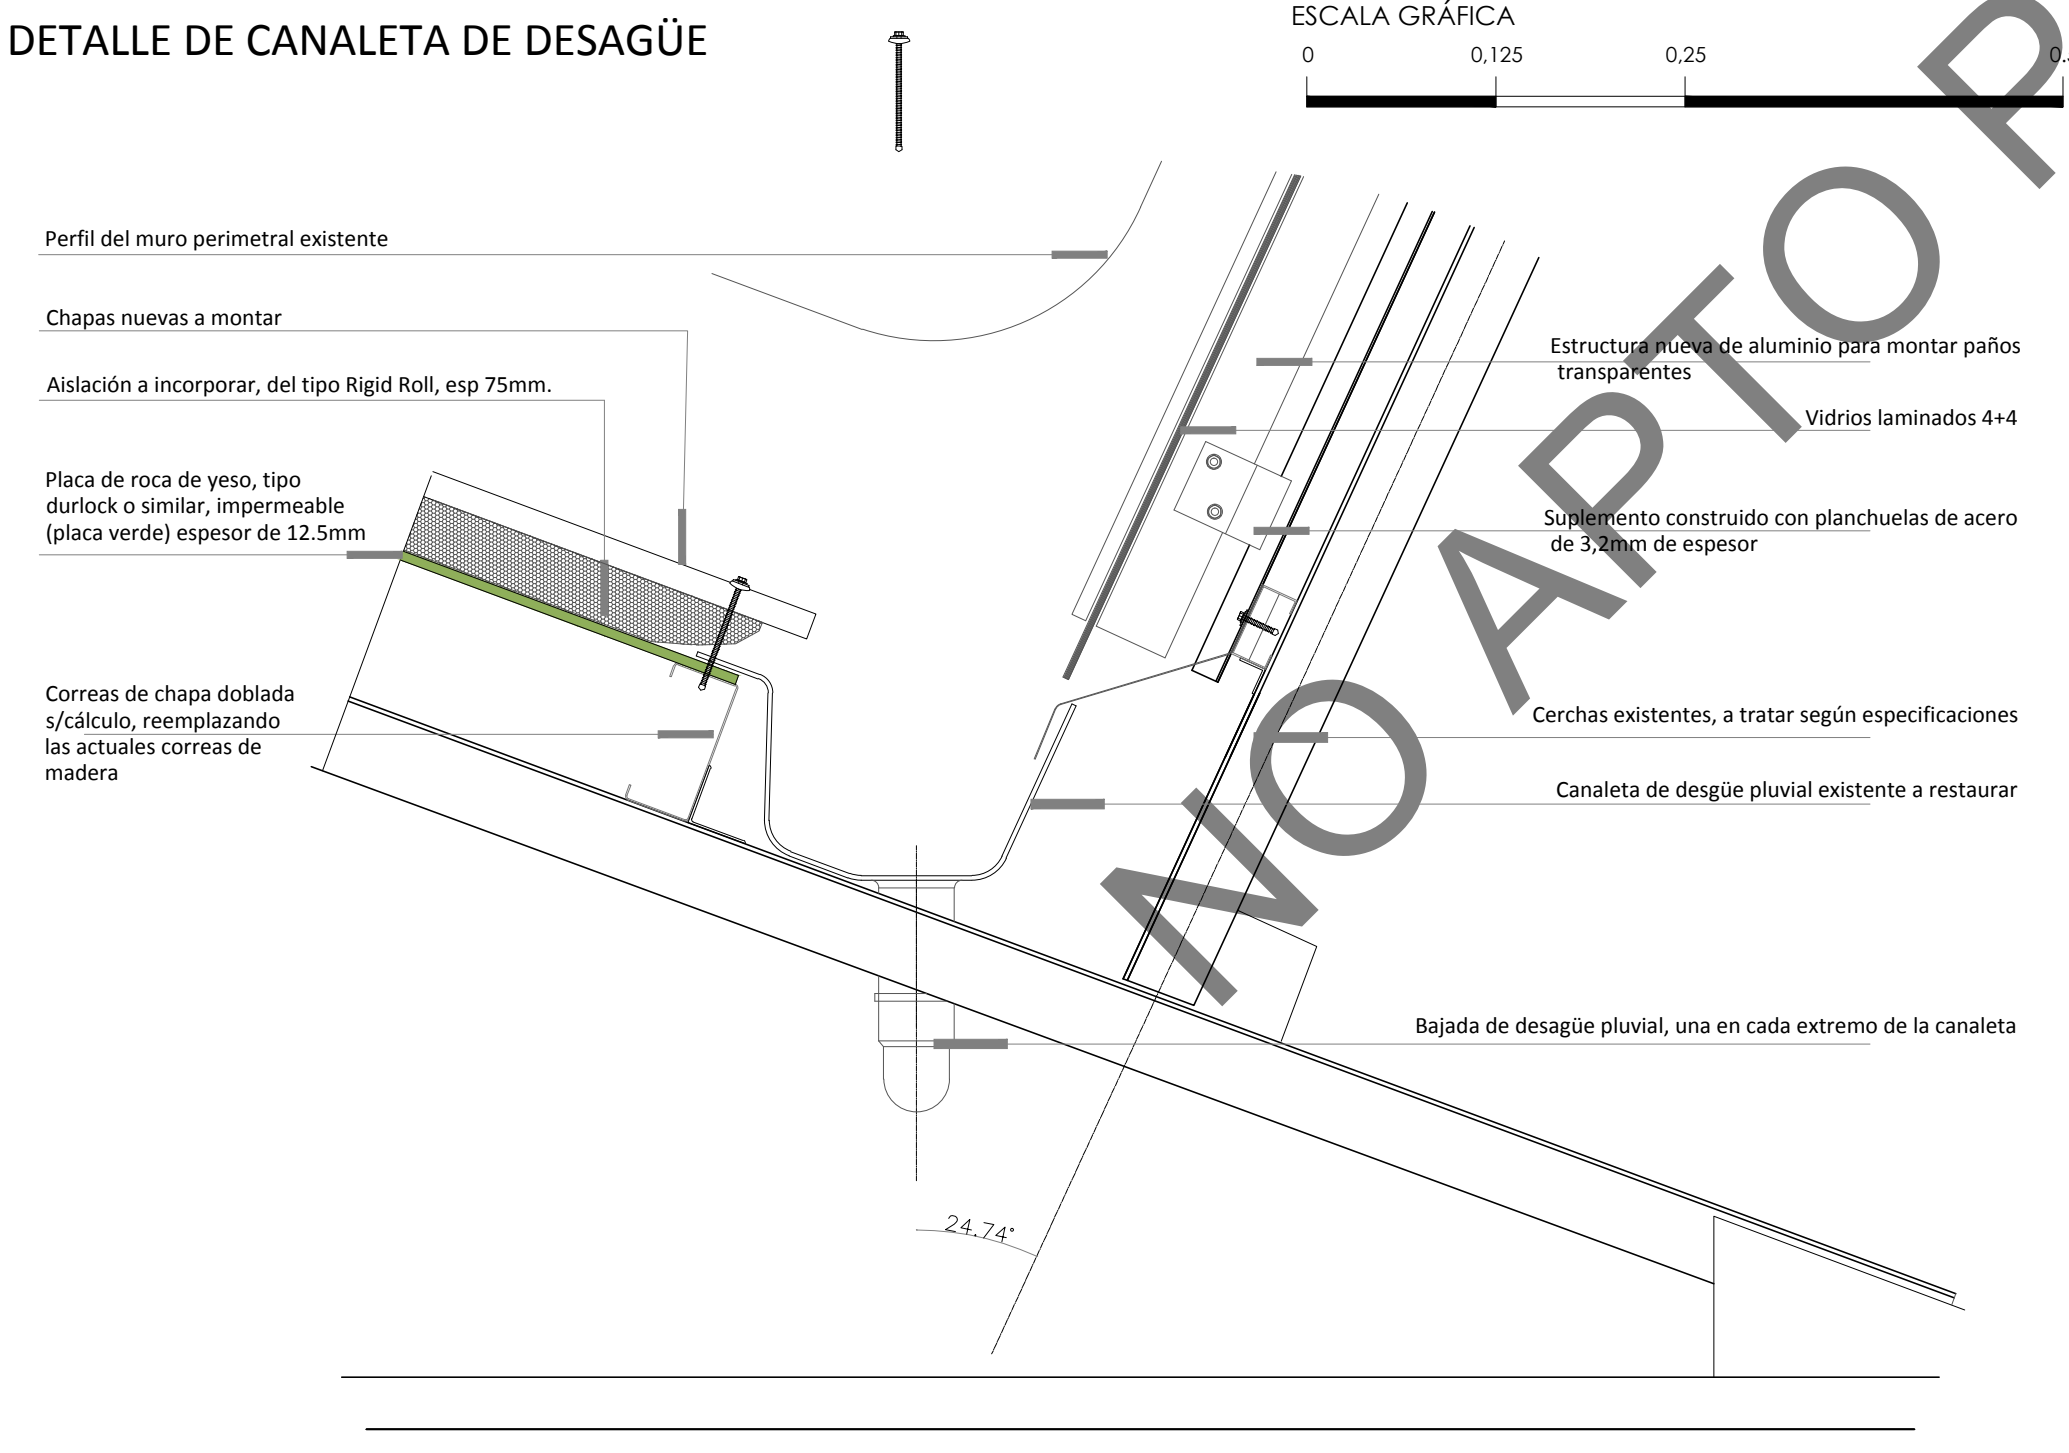 DETALLE DE CANALETA DE DESAGÜE
ESCALA GRÁFICA
0
0,125
0,25
Perfil del muro perimetral existente
Chapas nuevas a montar
Aislación a incorporar, del tipo Rigid Roll, esp 75mm.
Placa de roca de yeso, tipo
durlock o similar, impermeable
(placa verde) espesor de 12.5mm
Correas de chapa doblada
s/cálculo, reemplazando
las actuales correas de
madera
Estructura nueva de aluminio para montar paños
transparentes
Vidrios laminados 4+4
Suplemento construido con planchuelas de acero
de 3,2mm de espesor
Cerchas existentes, a tratar según especificaciones
Canaleta de desgüe pluvial existente a restaurar
Bajada de desagüe pluvial, una en cada extremo de la canaleta
24.74°
NO APTO P